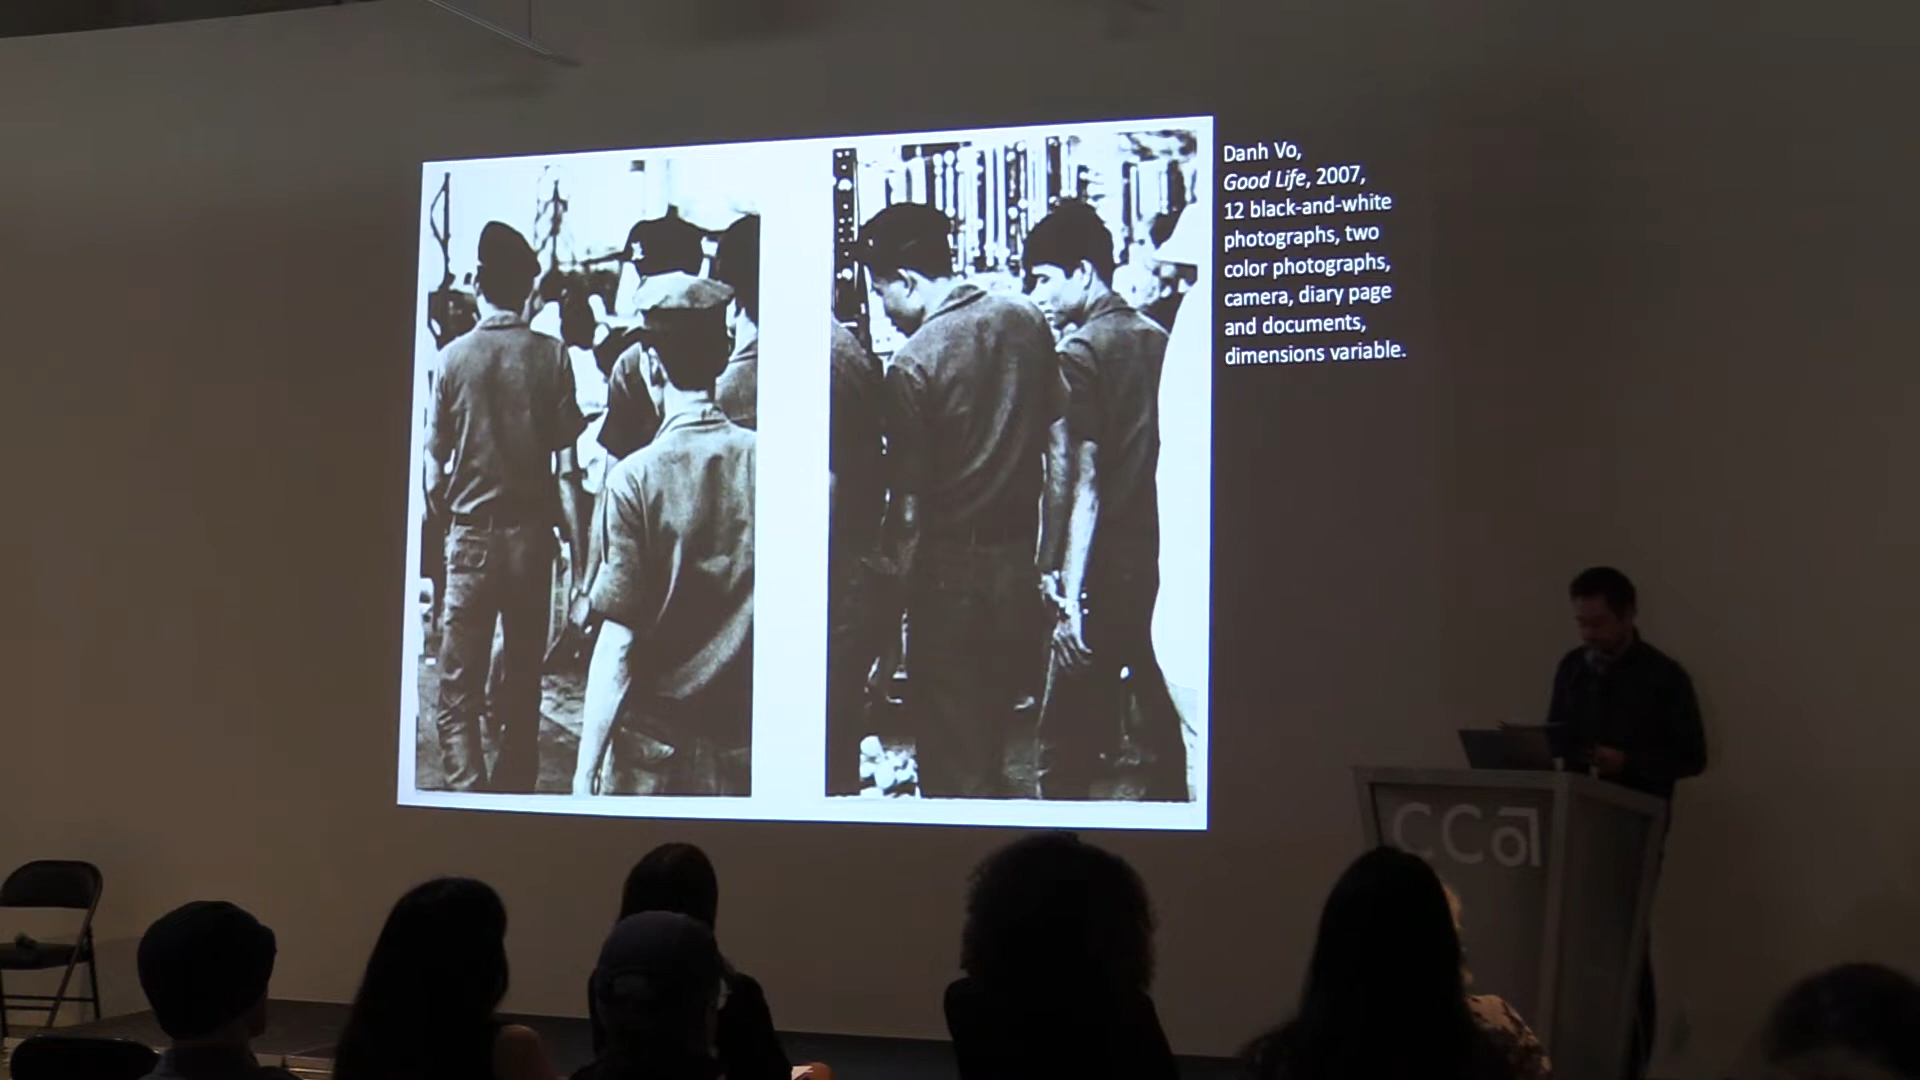 Danh Vo,
Good Life, 2007,
12 black-and-white
photographs, two
color photographs,
camera, diary page
and documents,
dimensions variable.
CCa